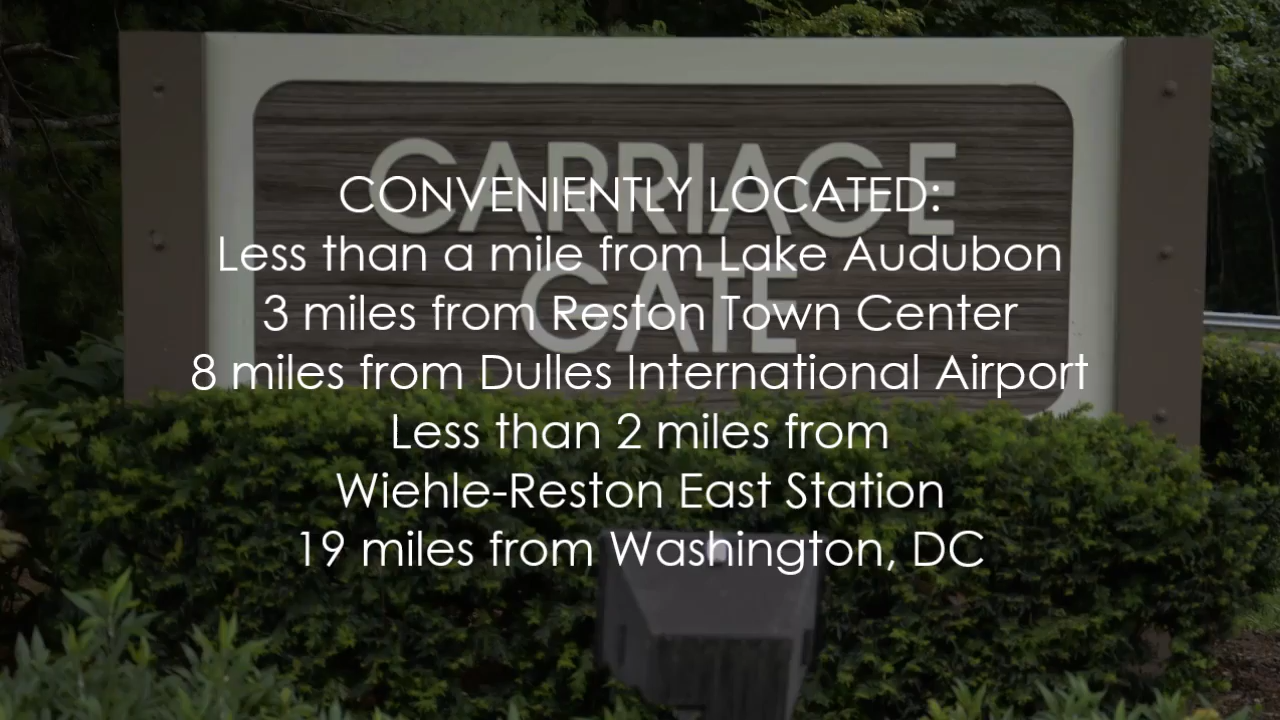 CARRIAGE
GATE
CONVENIENTLY LOCATED:
Less than a mile from Lake Audubon
3 miles from Reston Town Center
8 miles from Dulles International Airport
Less than 2 miles from
Wiehle-Reston East Station
19 miles from Washington, DC